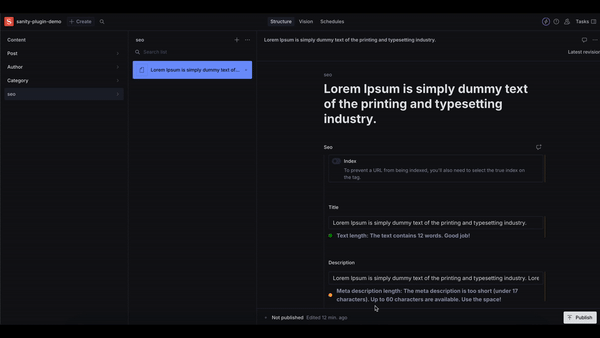 S sanity-plugin-demo + Create
Structure Vision Schedules
Tasks
Content
Post
Author
Category
seo
seo
Search list
Lorem Ipsum is simply dummy text of...
Lorem Ipsum is simply dummy text of the printing and typesetting industry.
Latest revision
seo
Lorem Ipsum is simply dummy text
of the printing and typesetting
industry.
Seo
Index
To prevent a URL from being indexed, you'll also need to select the true index on
the tag.
Title
Lorem Ipsum is simply dummy text of the printing and typesetting industry.
Text length: The text contains 12 words. Good job!
Description
Lorem Ipsum is simply dummy text of the printing and typesetting industry. Lore
Meta description length: The meta description is too short (under 17
characters). Up to 60 characters are available. Use the space!
Not published Edited 12 min. ago
Publish